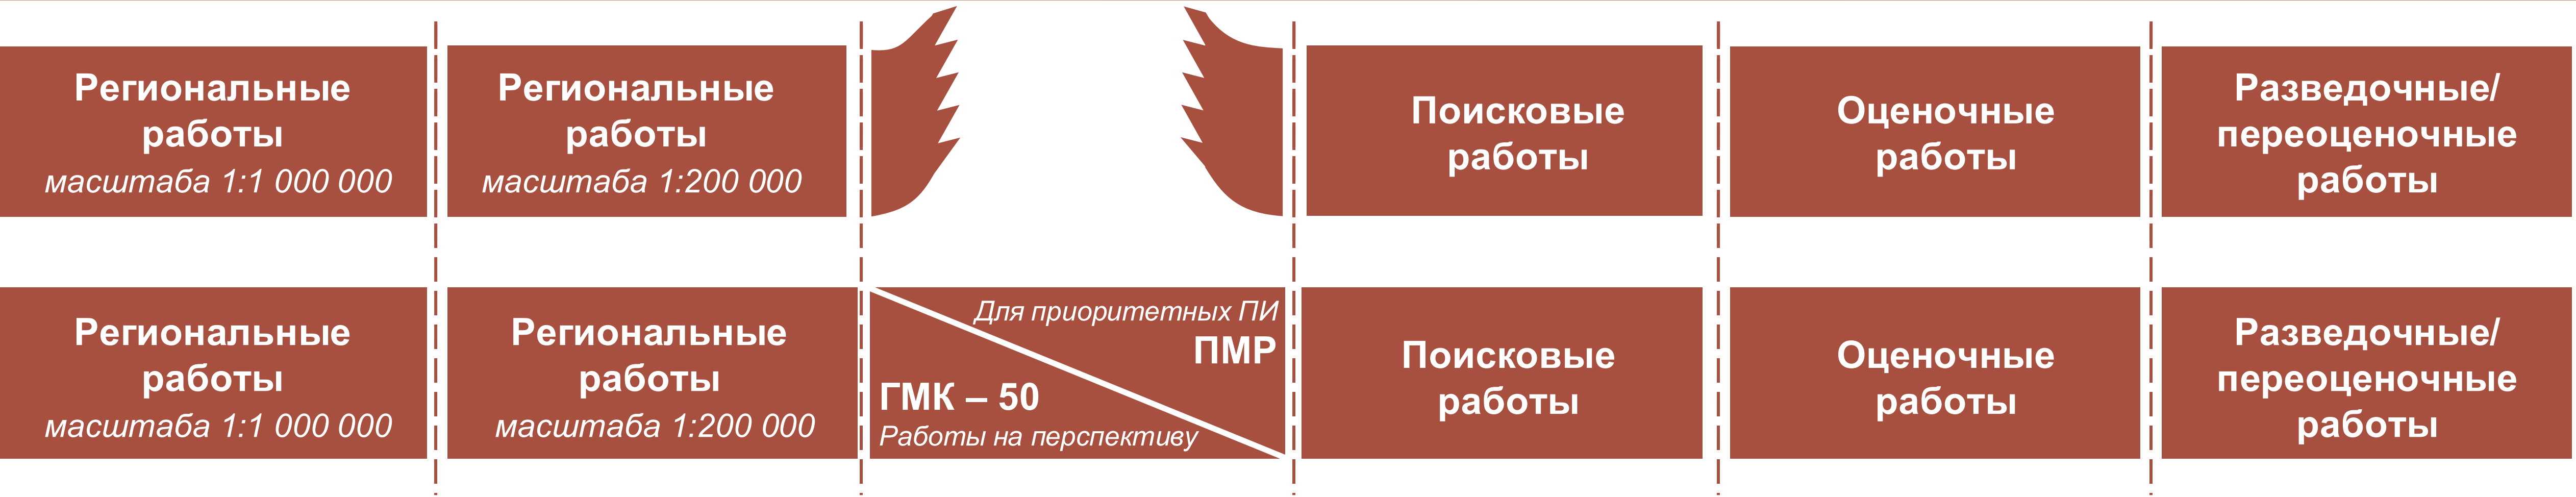 Региональные
работы
масштаба 1:1 000 000
Региональные
работы
масштаба 1:200 000
Поисковые
работы
Оценочные
работы
Разведочные/
переоценочные
работы
Региональные
работы
масштаба 1:1 000 000
Региональные
работы
масштаба 1:200 000
Для приоритетных ПИ
ПМР
ГМК – 50
Работы на перспективу
Поисковые
работы
Оценочные
работы
Разведочные/
переоценочные
работы